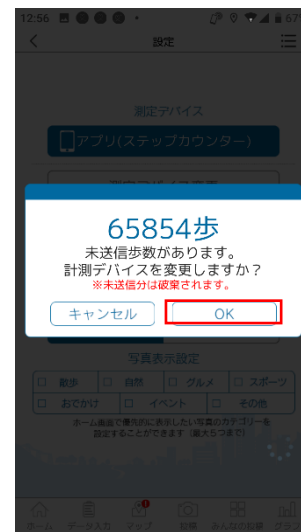 12:56 67%
設定
測定デバイス
アプリ(ステップカウンター)
65854歩
未送信歩数があります。
計測デバイスを変更しますか？
※未送信分は破棄されます。
キャンセル OK
写真表示設定
散歩 自然 グルメ スポーツ
おでかけ イベント その他
ホーム画面で優先的に表示したい写真のカテゴリーを
設定することができます（最大5つまで）
ホーム データ入力 マップ 投稿 みんなの投稿 グラフ